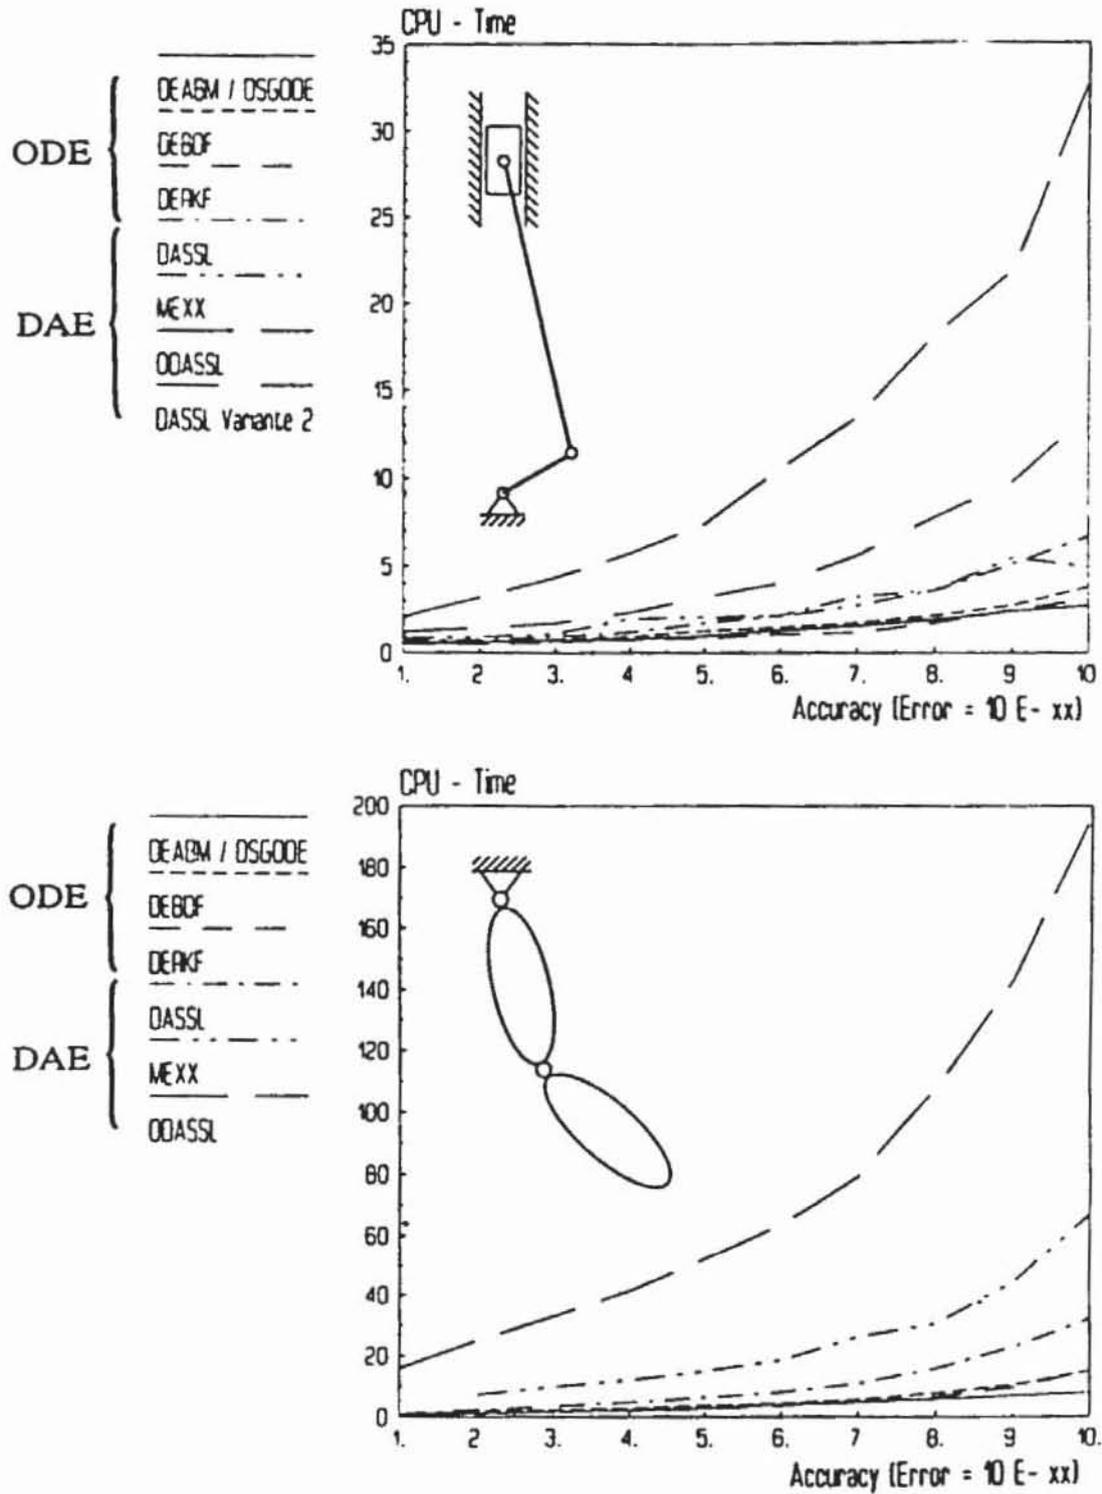 CPU - Time
35
30
25
20
15
10
5
0
1. 2 3. 4. 5. 6. 7. 8. 9. 10
Accuracy (Error = 10 E- xx)
ODE
DEABM / DSGODE
DEBDF
DERKF
DAE
DASSL
MEXX
ODASSL
DASSL Variante 2
CPU - Time
200
180
160
140
120
100
80
60
40
20
0
1. 2 3. 4. 5. 6. 7. 8. 9. 10.
Accuracy (Error = 10 E- xx)
ODE
DEABM / DSGODE
DEBDF
DERKF
DAE
DASSL
MEXX
ODASSL